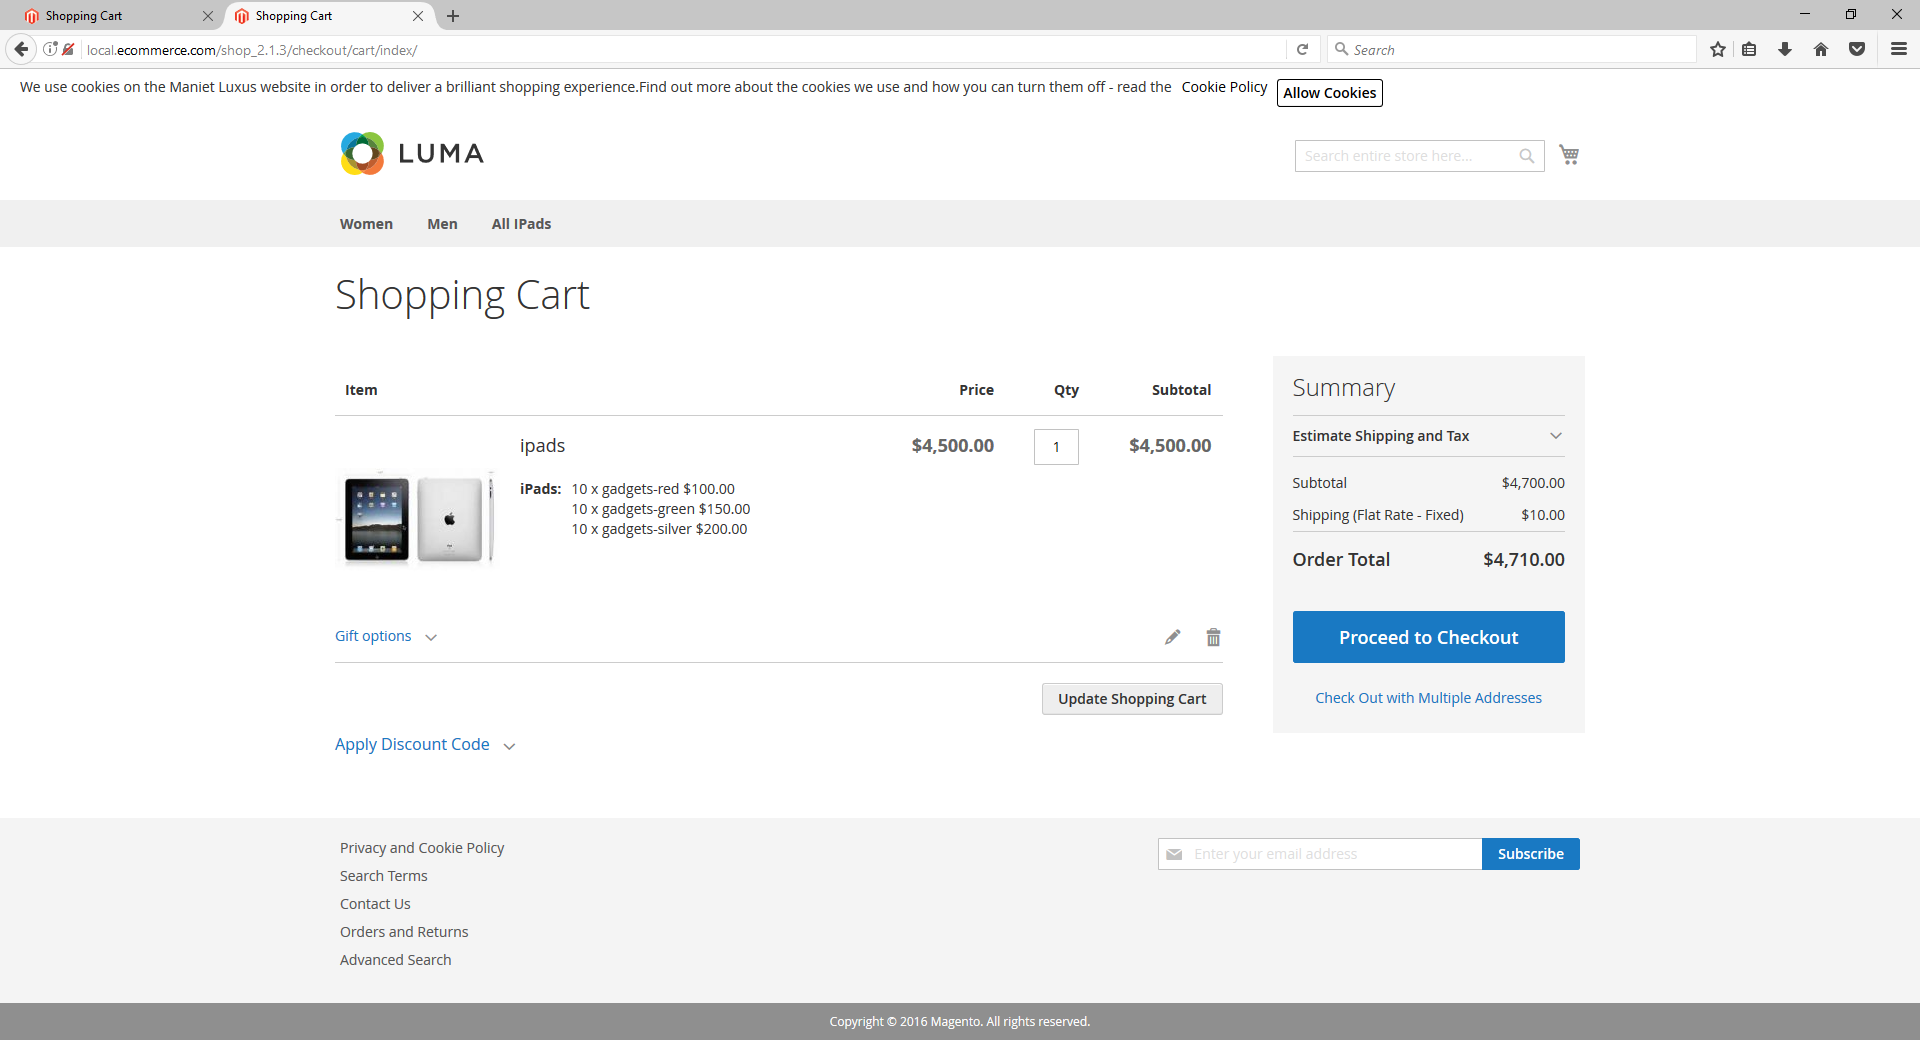 Shopping Cart
Shopping Cart
local.ecommerce.com/shop_2.1.3/checkout/cart/index/
Search
We use cookies on the Maniet Luxus website in order to deliver a brilliant shopping experience.Find out more about the cookies we use and how you can turn them off - read the Cookie Policy Allow Cookies
LUMA
Search entire store here...
Women Men All IPads
Shopping Cart
Item Price Qty Subtotal
ipads $4,500.00 1 $4,500.00
iPads: 10 x gadgets-red $100.00
10 x gadgets-green $150.00
10 x gadgets-silver $200.00
Gift options
Update Shopping Cart
Apply Discount Code
Summary
Estimate Shipping and Tax
Subtotal $4,700.00
Shipping (Flat Rate - Fixed) $10.00
Order Total $4,710.00
Proceed to Checkout
Check Out with Multiple Addresses
Privacy and Cookie Policy
Search Terms
Contact Us
Orders and Returns
Advanced Search
Enter your email address Subscribe
Copyright © 2016 Magento. All rights reserved.